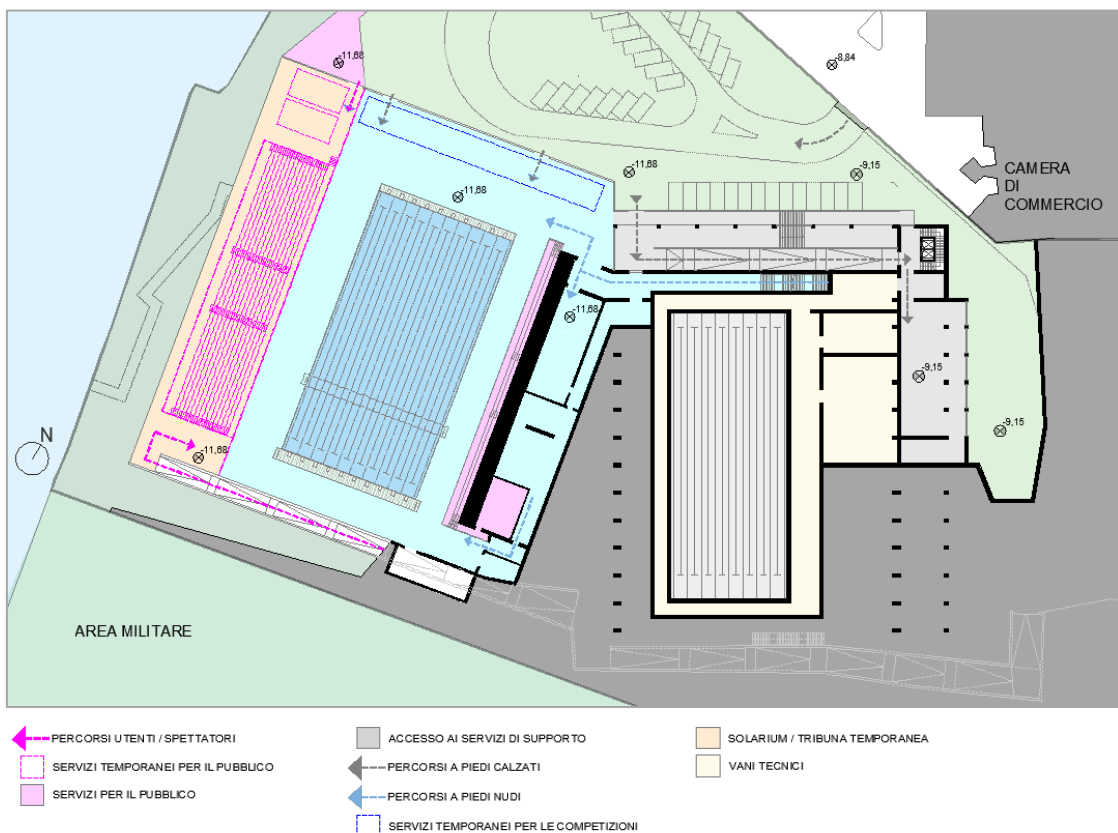 -11,68
-8,84
-11,68
-9,15
CAMERA
DI
COMMERCIO
-11,68
-11,68
-9,15
-9,15
-11,68
N
AREA MILITARE
PERCORSI UTENTI / SPETTATORI
SERVIZI TEMPORANEI PER IL PUBBLICO
SERVIZI PER IL PUBBLICO
ACCESSO AI SERVIZI DI SUPPORTO
PERCORSI A PIEDI CALZATI
PERCORSI A PIEDI NUDI
SERVIZI TEMPORANEI PER LE COMPETIZIONI
SOLARIUM / TRIBUNA TEMPORANEA
VANI TECNICI